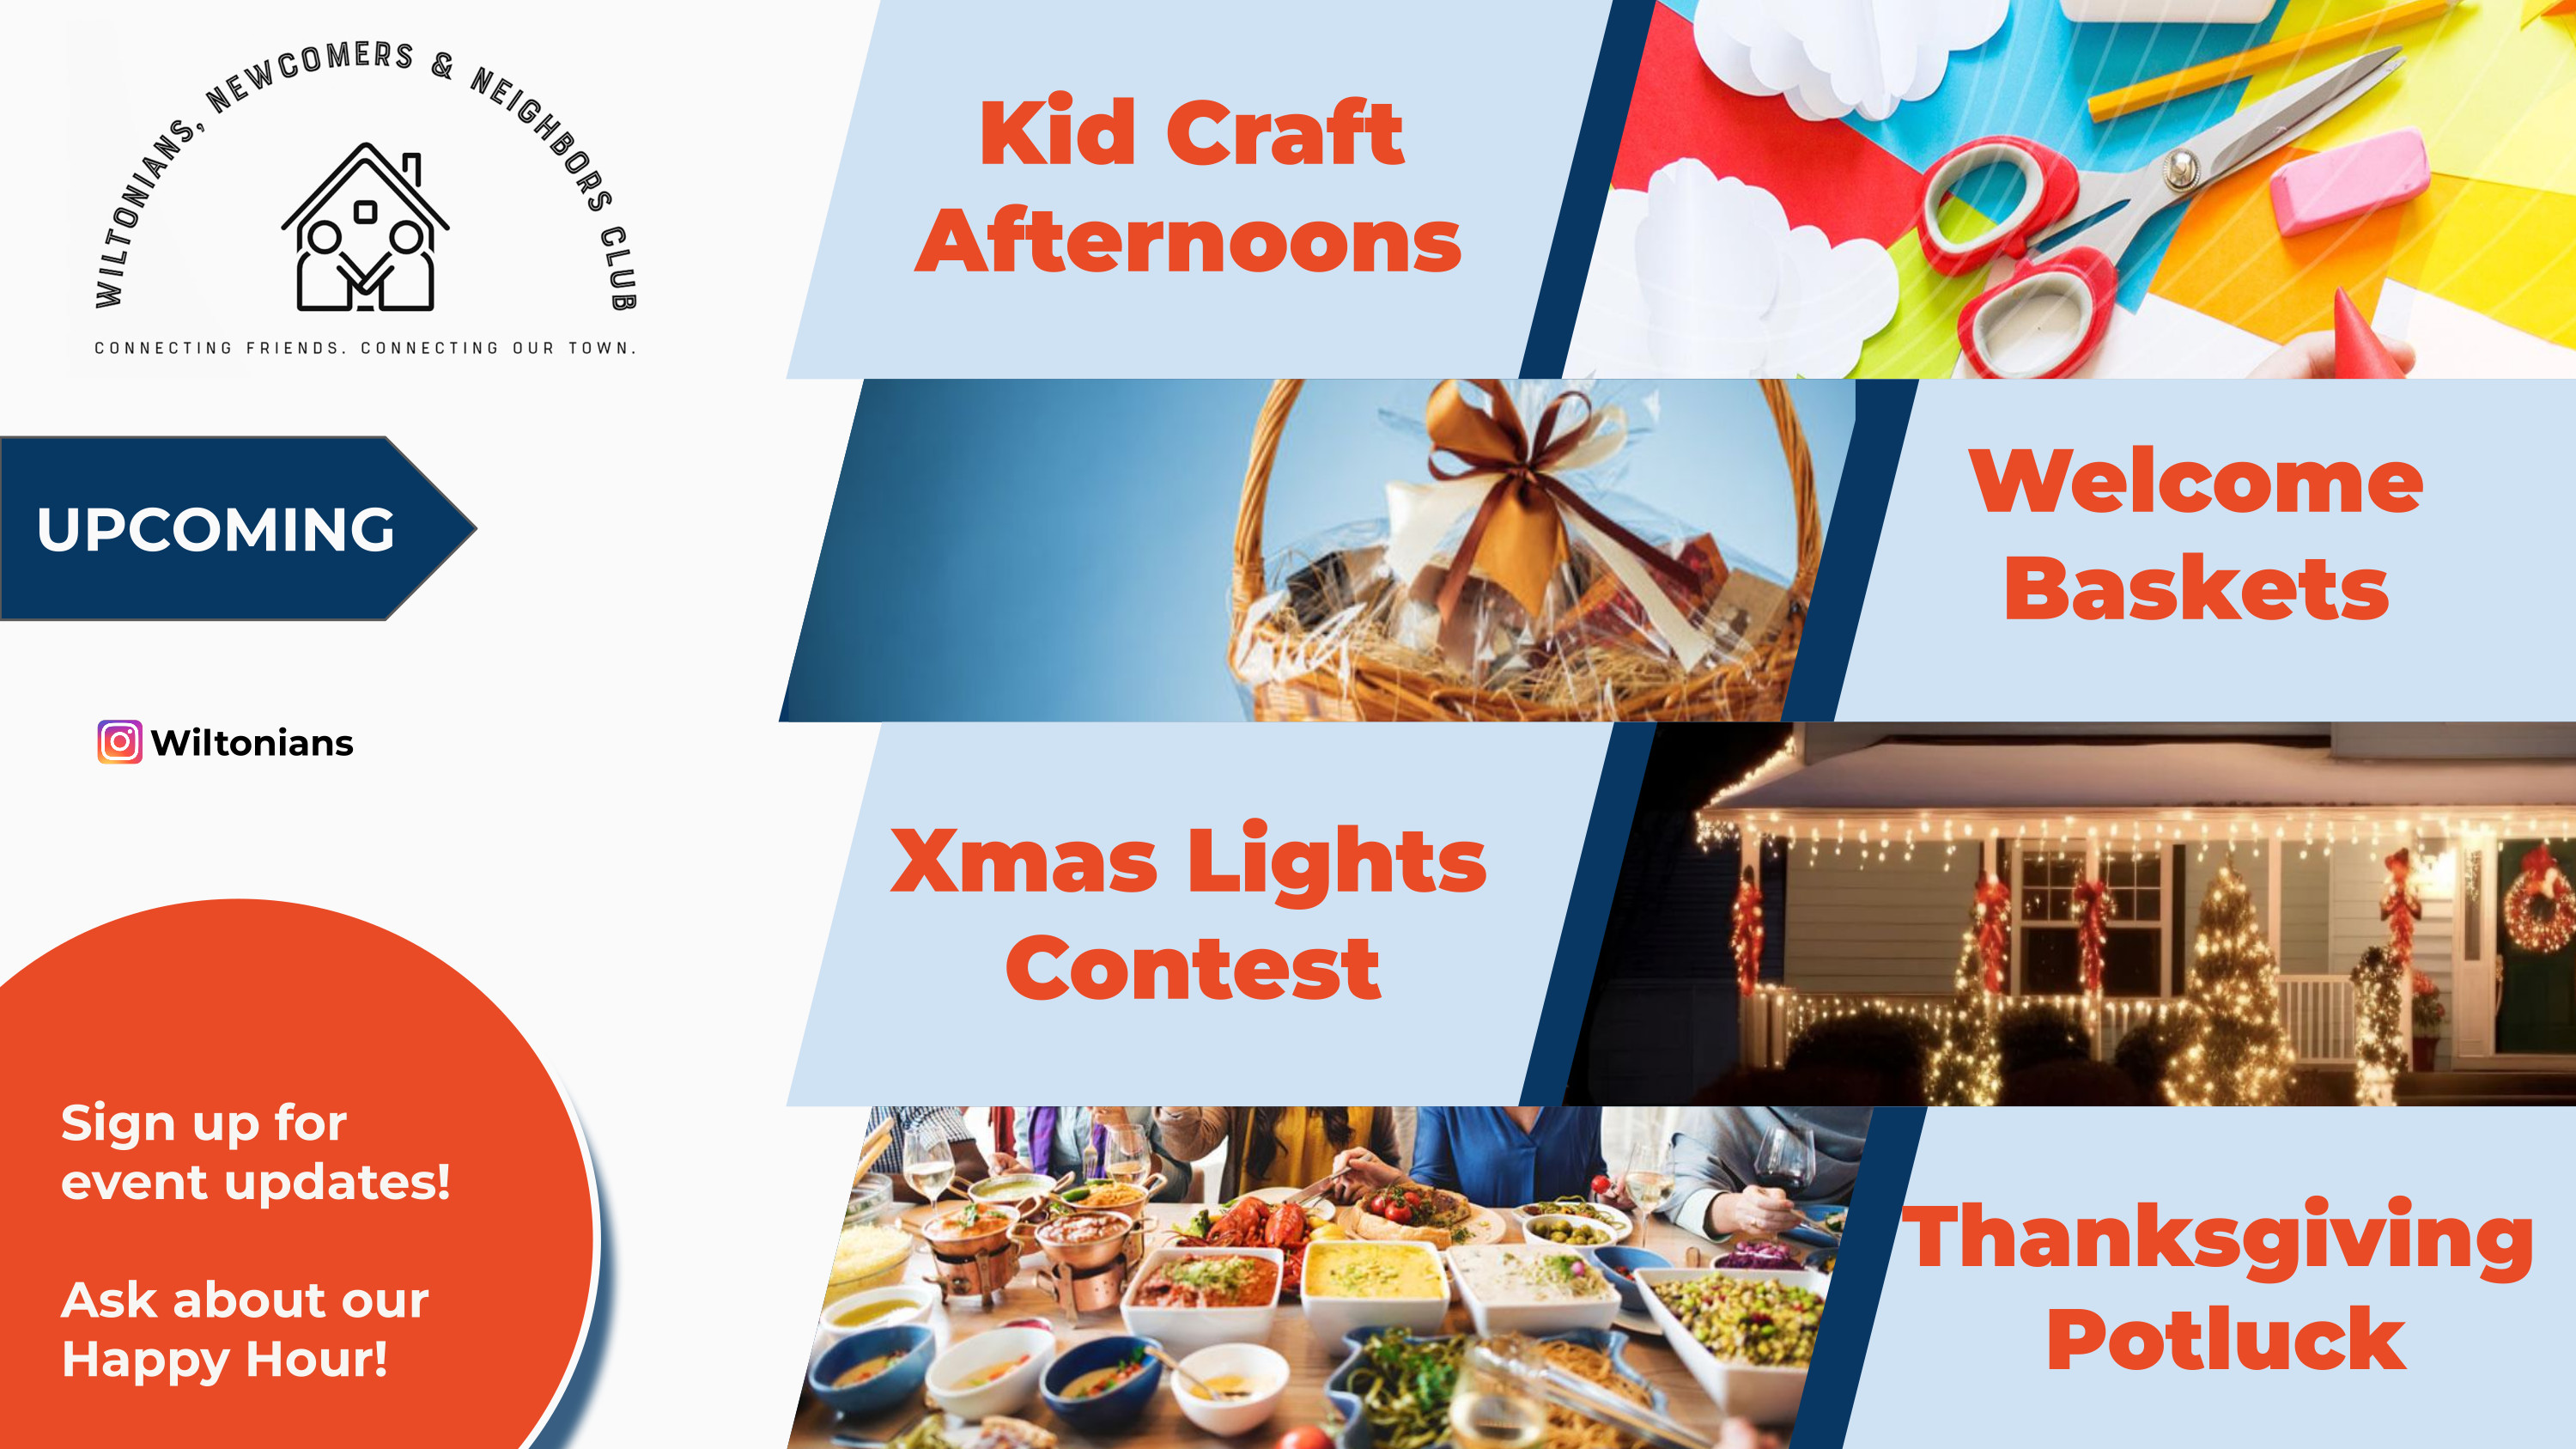 WILTONIANS, NEWCOMERS & NEIGHBORS CLUB
CONNECTING FRIENDS. CONNECTING OUR TOWN.
UPCOMING
Wiltonians
Sign up for
event updates!
Ask about our
Happy Hour!
Kid Craft
Afternoons
Welcome
Baskets
Xmas Lights
Contest
Thanksgiving
Potluck